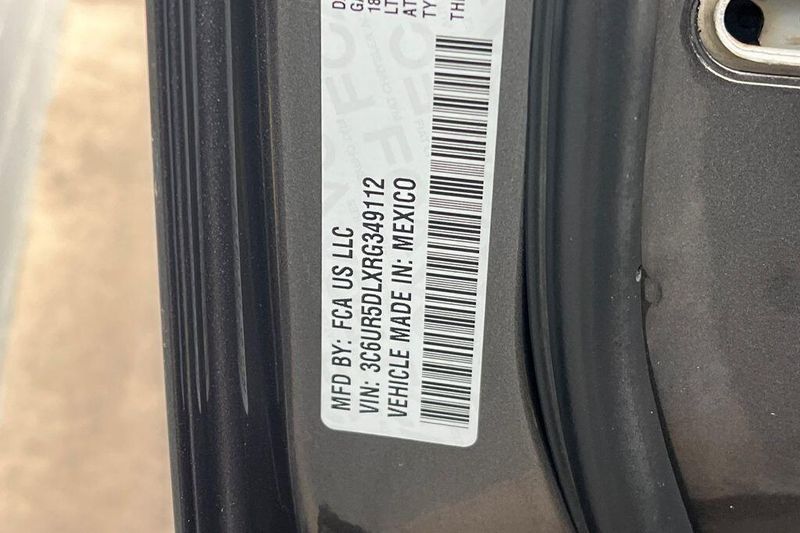 MFD BY: FCA US LLC
VIN: 3C6UR5DLXRG349112
VEHICLE MADE IN: MEXICO